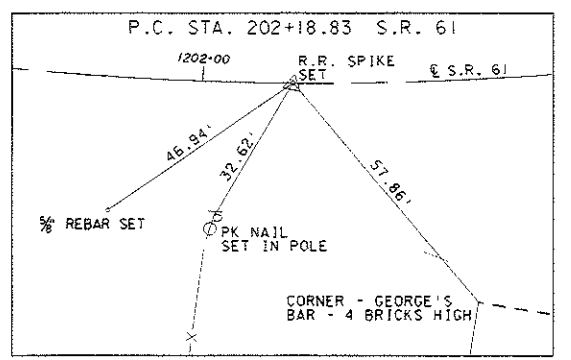 P.C. STA. 202+18.83 S.R. 61
1202+00
R.R. SPIKE
SET
℄ S.R. 61
46.94'
32.62'
57.86'
5/8" REBAR SET
PK NAIL
SET IN POLE
CORNER - GEORGE'S
BAR - 4 BRICKS HIGH